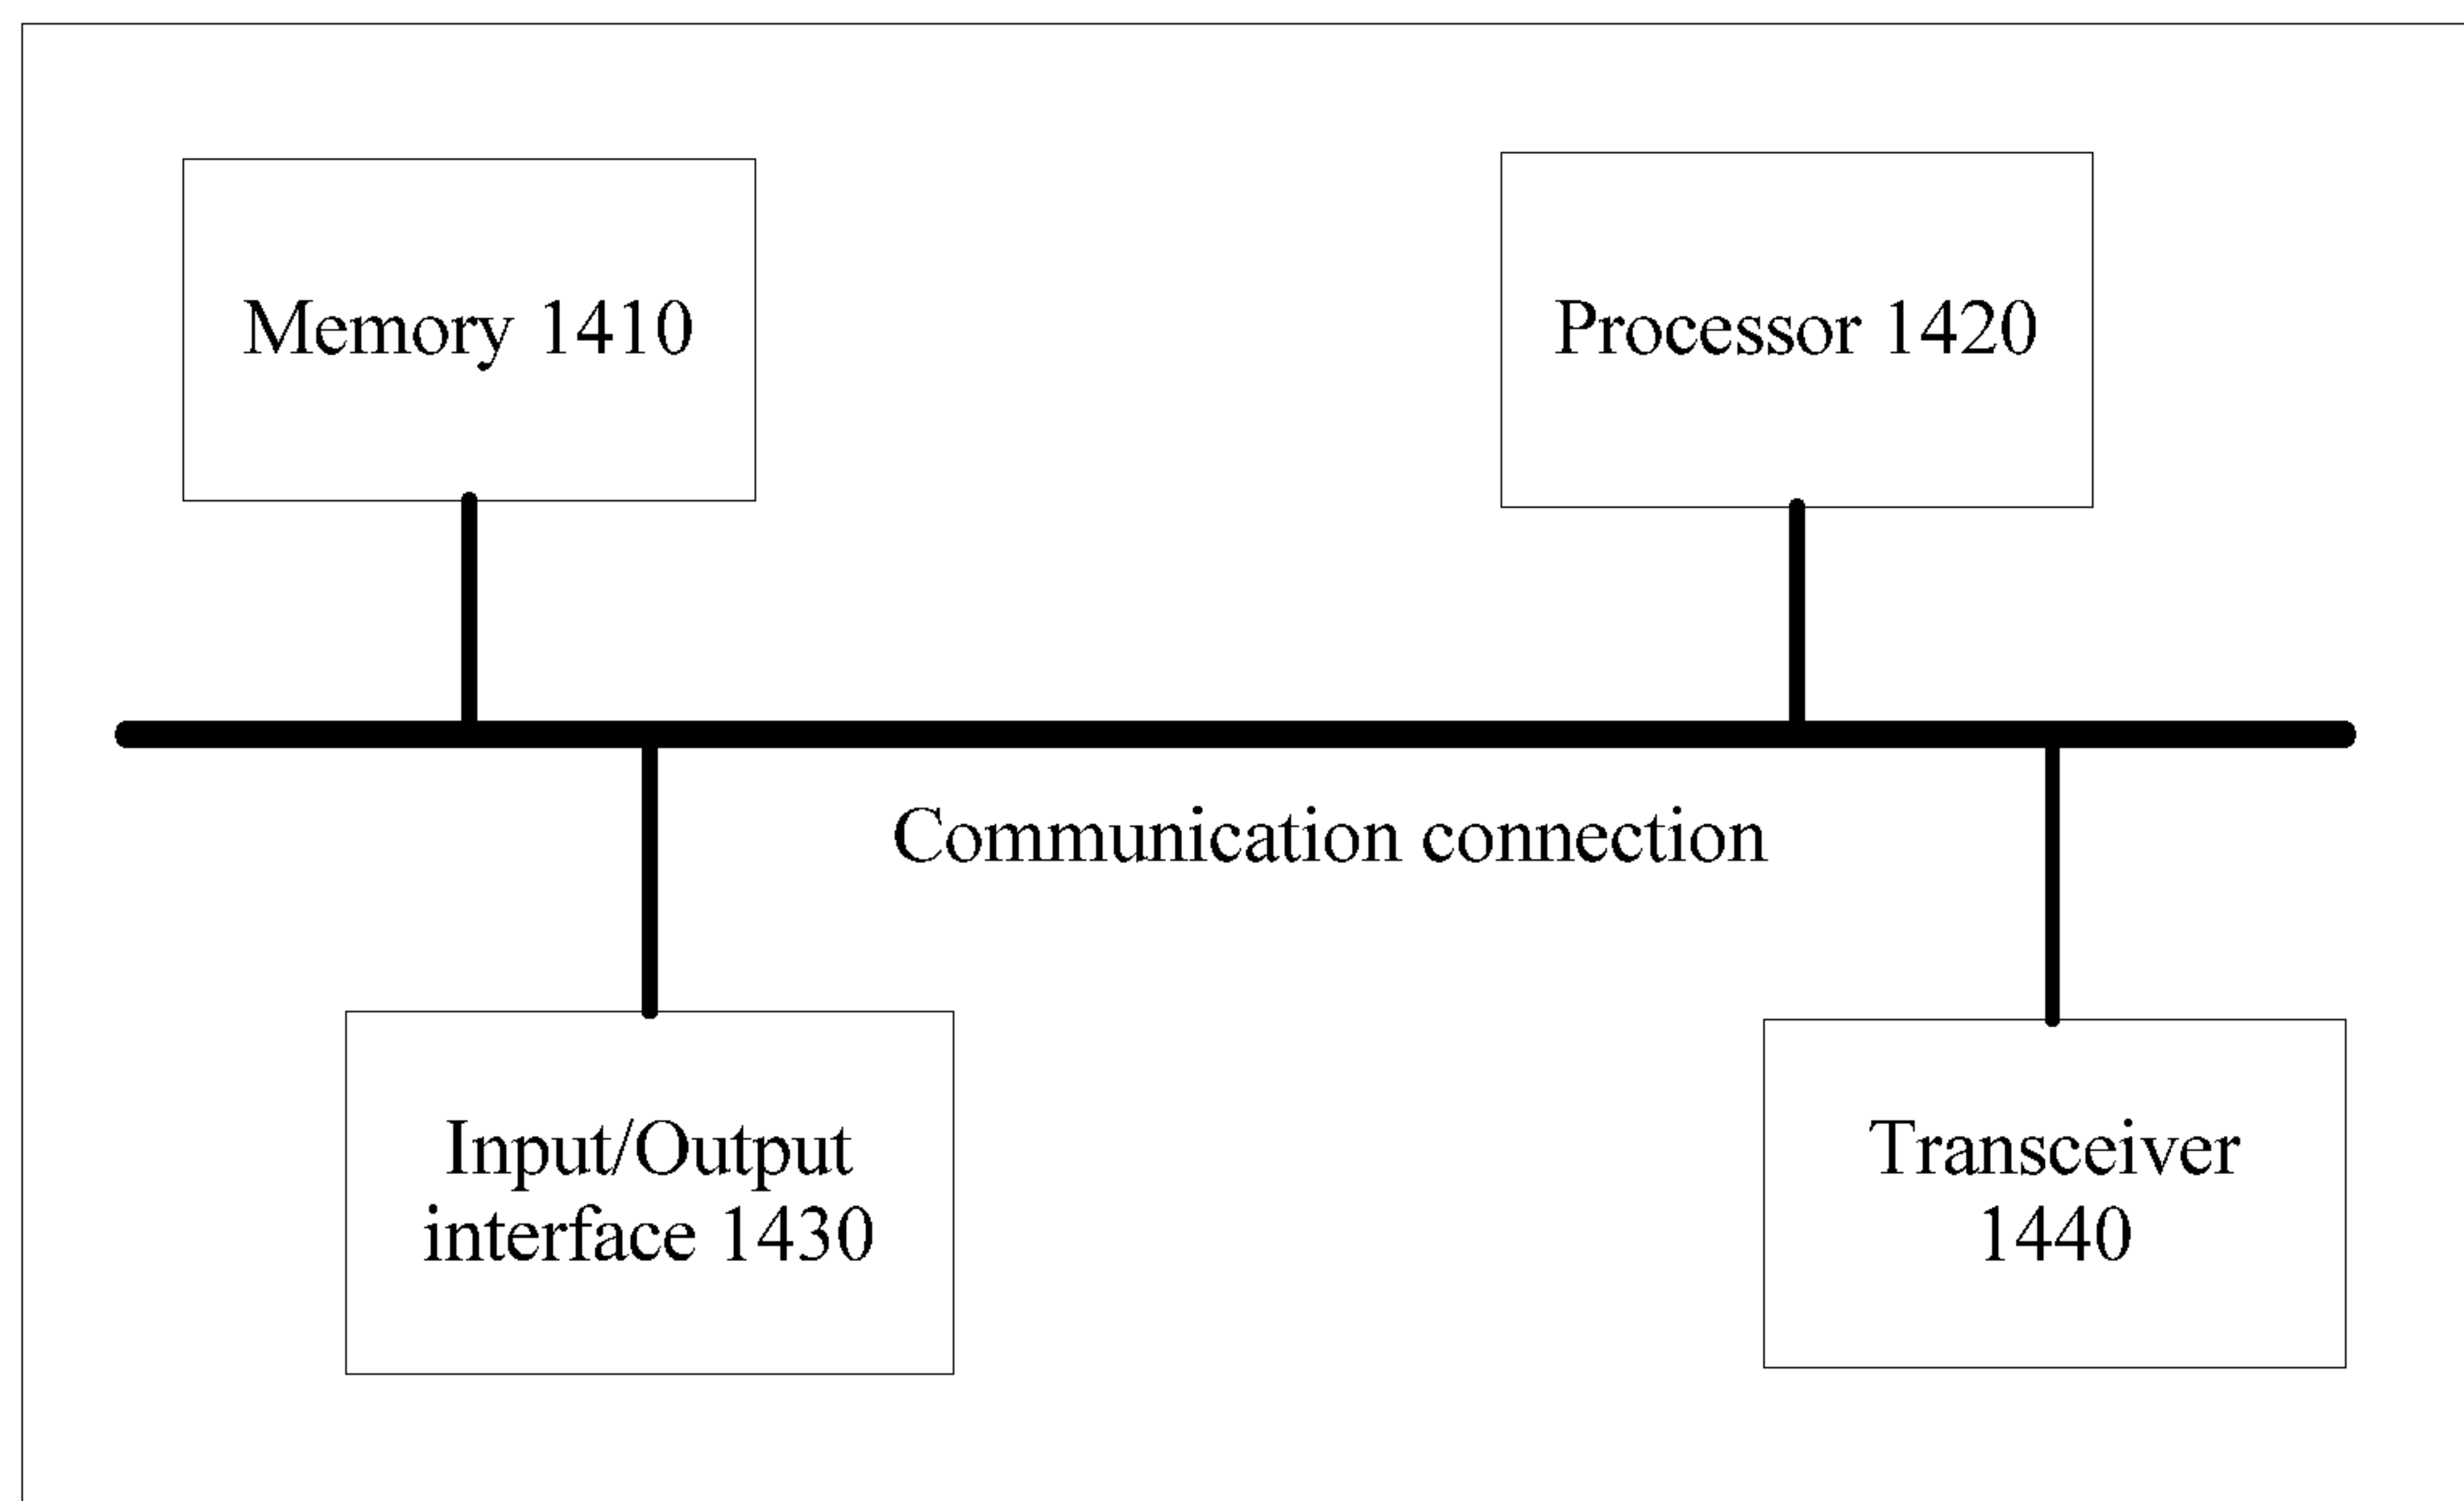 Memory 1410
Processor 1420
Communication connection
Input/Output
interface 1430
Transceiver
1440